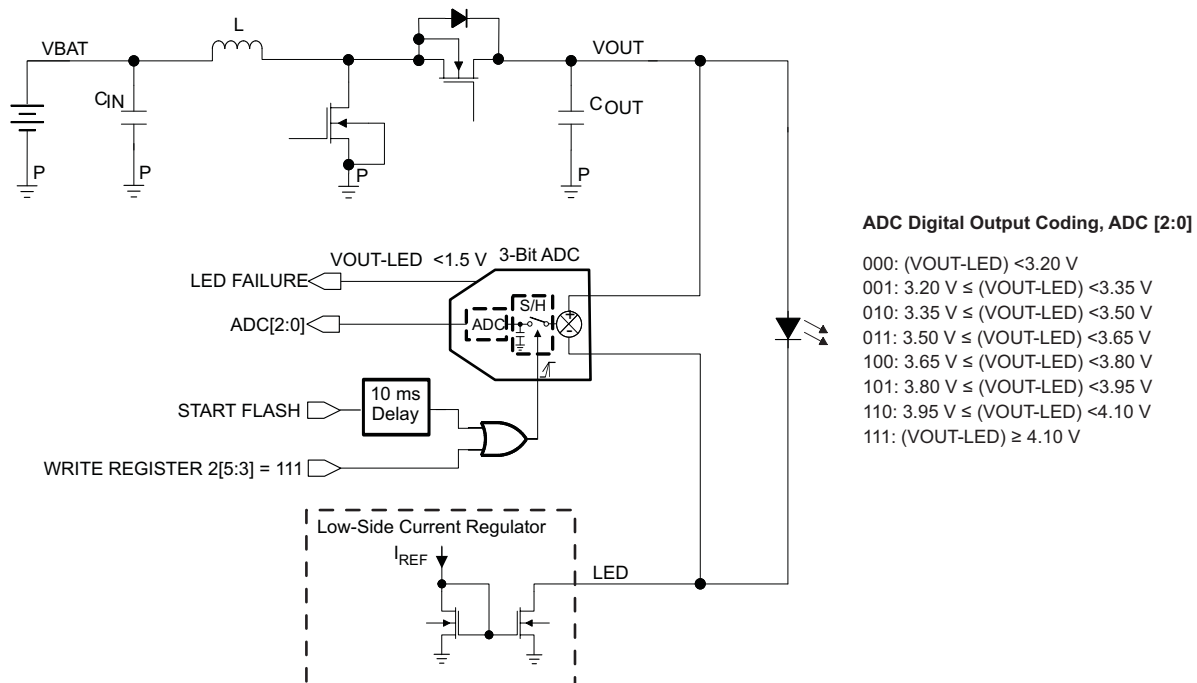 L
VBAT
VOUT
CIN
COUT
P
P
P
P
ADC Digital Output Coding, ADC [2:0]
000: (VOUT-LED) <3.20 V
001: 3.20 V ≤ (VOUT-LED) <3.35 V
010: 3.35 V ≤ (VOUT-LED) <3.50 V
011: 3.50 V ≤ (VOUT-LED) <3.65 V
100: 3.65 V ≤ (VOUT-LED) <3.80 V
101: 3.80 V ≤ (VOUT-LED) <3.95 V
110: 3.95 V ≤ (VOUT-LED) <4.10 V
111: (VOUT-LED) ≥ 4.10 V
VOUT-LED <1.5 V
3-Bit ADC
LED FAILURE
S/H
ADC[2:0]
ADC
10 ms
Delay
START FLASH
WRITE REGISTER 2[5:3] = 111
Low-Side Current Regulator
IREF
LED